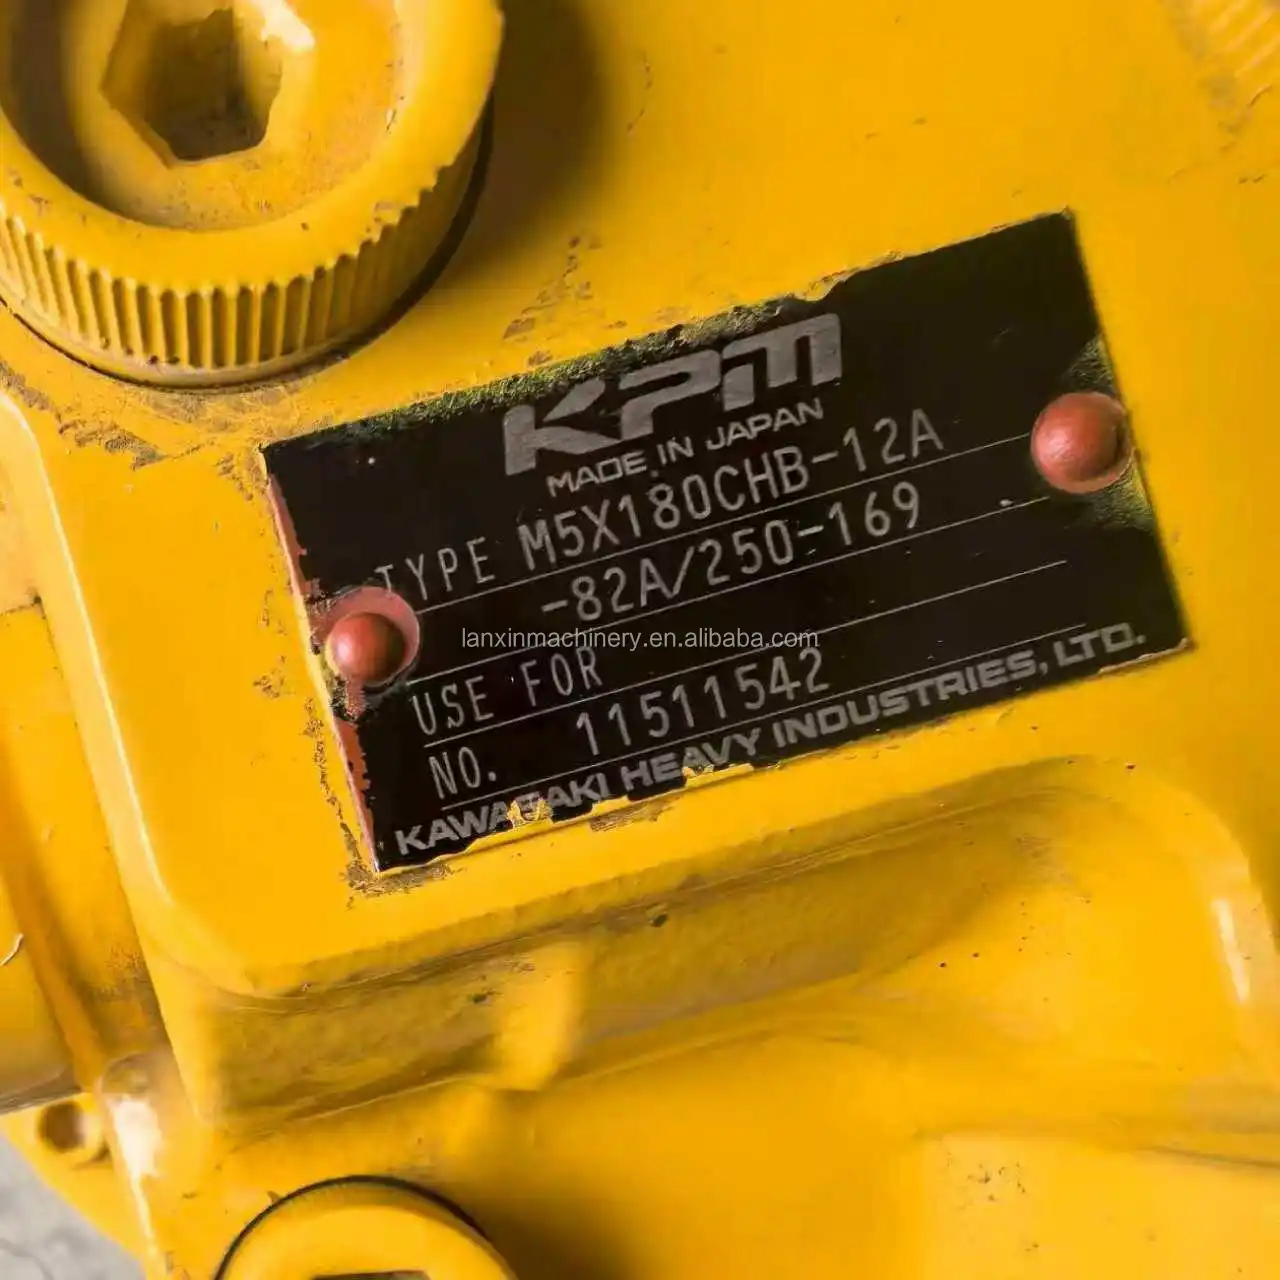 KPM
MADE IN JAPAN
TYPE M5X180CHB-12A
-82A/250-169
lanxinmachinery.en.alibaba.com
USE FOR
NO. 11511542
KAWASAKI HEAVY INDUSTRIES, LTD.